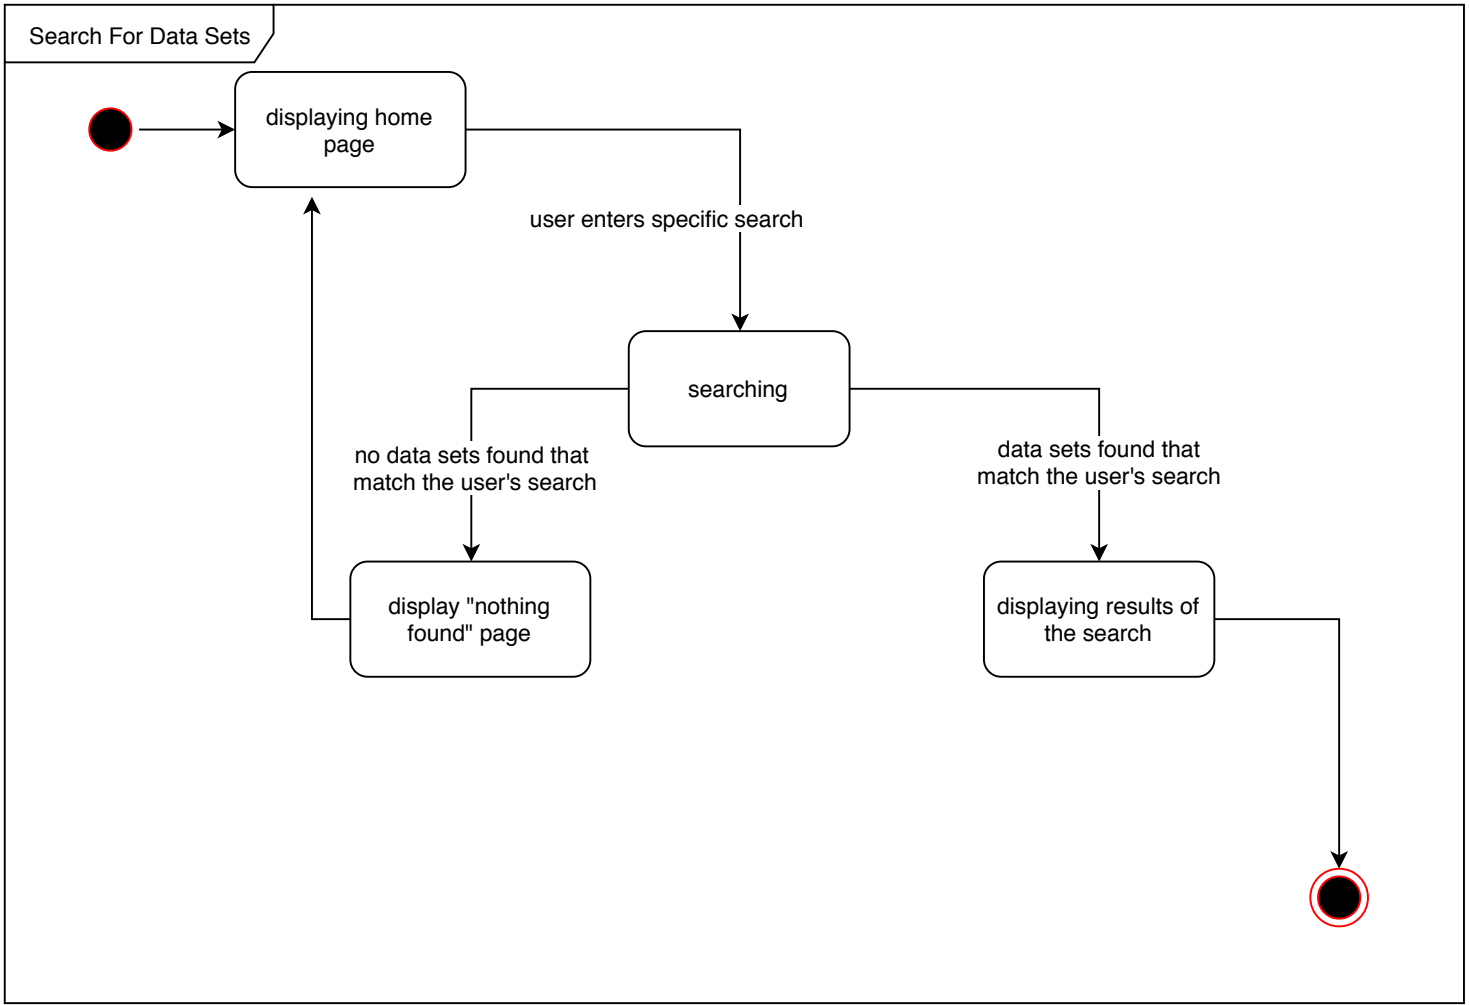 Search For Data Sets
displaying home
page
user enters specific search
searching
no data sets found that
match the user's search
data sets found that
match the user's search
display "nothing
found" page
displaying results of
the search